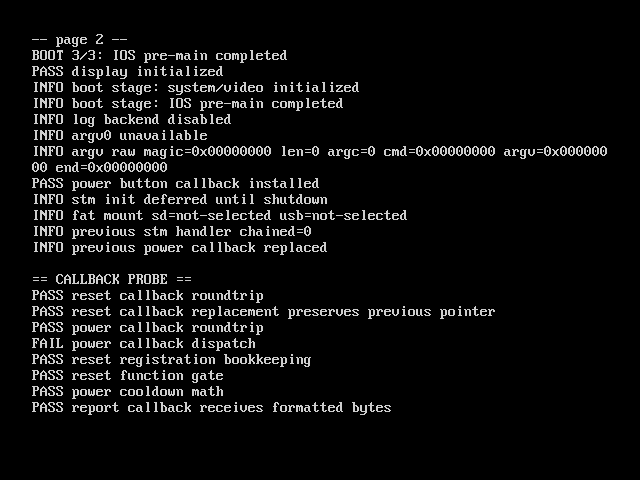 -- page 2 --
BOOT 3/3: IOS pre-main completed
PASS display initialized
INFO boot stage: system/video initialized
INFO boot stage: IOS pre-main completed
INFO log backend disabled
INFO argv0 unavailable
INFO argv raw magic=0x00000000 len=0 argc=0 cmd=0x00000000 argv=0x000000
00 end=0x00000000
PASS power button callback installed
INFO stm init deferred until shutdown
INFO fat mount sd=not-selected usb=not-selected
INFO previous stm handler chained=0
INFO previous power callback replaced
== CALLBACK PROBE ==
PASS reset callback roundtrip
PASS reset callback replacement preserves previous pointer
PASS power callback roundtrip
FAIL power callback dispatch
PASS reset registration bookkeeping
PASS reset function gate
PASS power cooldown math
PASS report callback receives formatted bytes